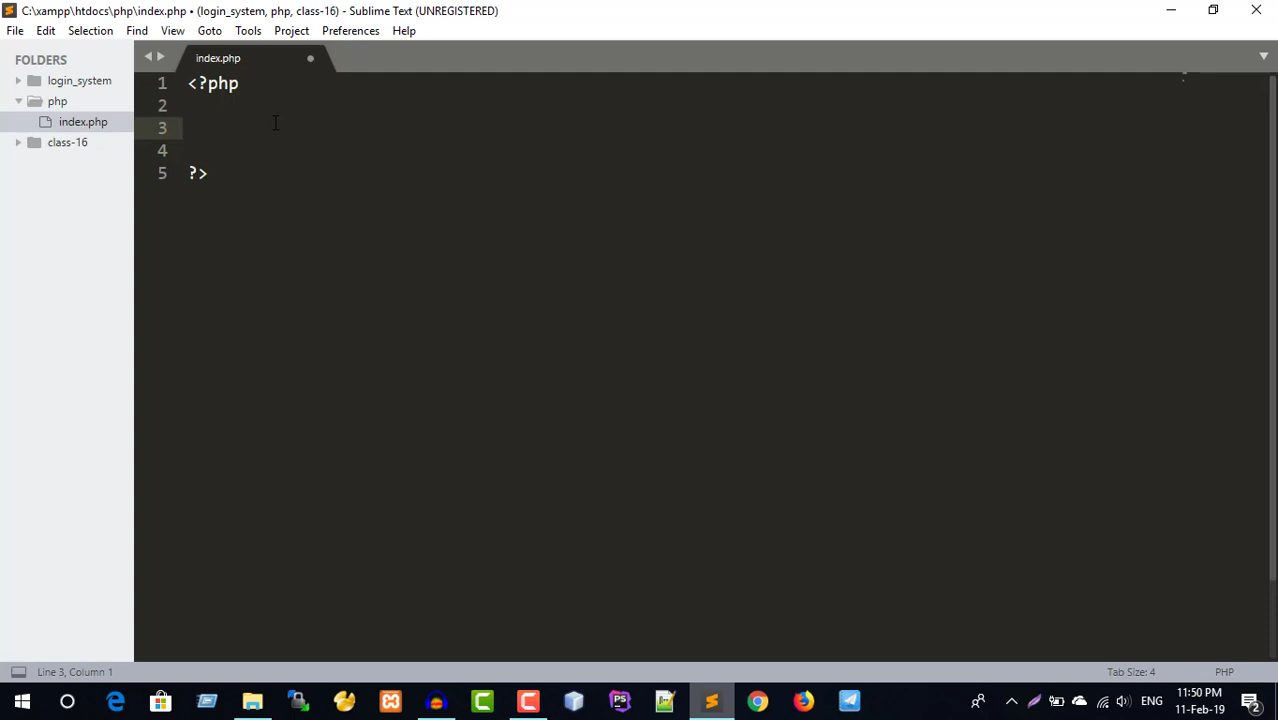 C:\xampp\htdocs\php\index.php • (login_system, php, class-16) - Sublime Text (UNREGISTERED)
File Edit Selection Find View Goto Tools Project Preferences Help
FOLDERS
login_system
php
index.php
class-16
index.php
1 <?php
2
3
4
5 ?>
Line 3, Column 1
Tab Size: 4
PHP
PS
ENG
11:50 PM
11-Feb-19
2